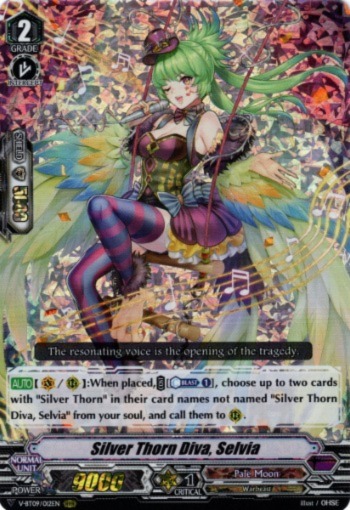 2
GRADE
INTERCEPT
SHIELD
The resonating voice is the opening of the tragedy.
AUTO【 / 】:When placed, [BLAST 1], choose up to two cards
with "Silver Thorn" in their card names not named "Silver Thorn
Diva, Selvia" from your soul, and call them to .
Silver Thorn Diva, Selvia
NORMAL
UNIT
POWER
9000
1
CRITICAL
Pale Moon
Warbeast
V-BT09/012EN RRR
illust / OHSE